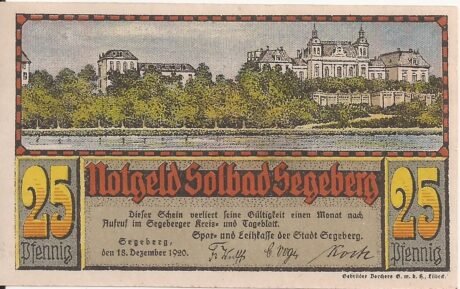 Notgeld Solbad Segeberg
25 Pfennig
Dieser Schein verliert seine Gültigkeit einen Monat nach
Aufruf im Segeberger Kreis- und Tageblatt.
Spar- und Leihkasse der Stadt Segeberg.
Segeberg,
den 18. Dezember 1920.
Koch
25 Pfennig
Gebrüder Borchers G. m. b. H., Lübeck.